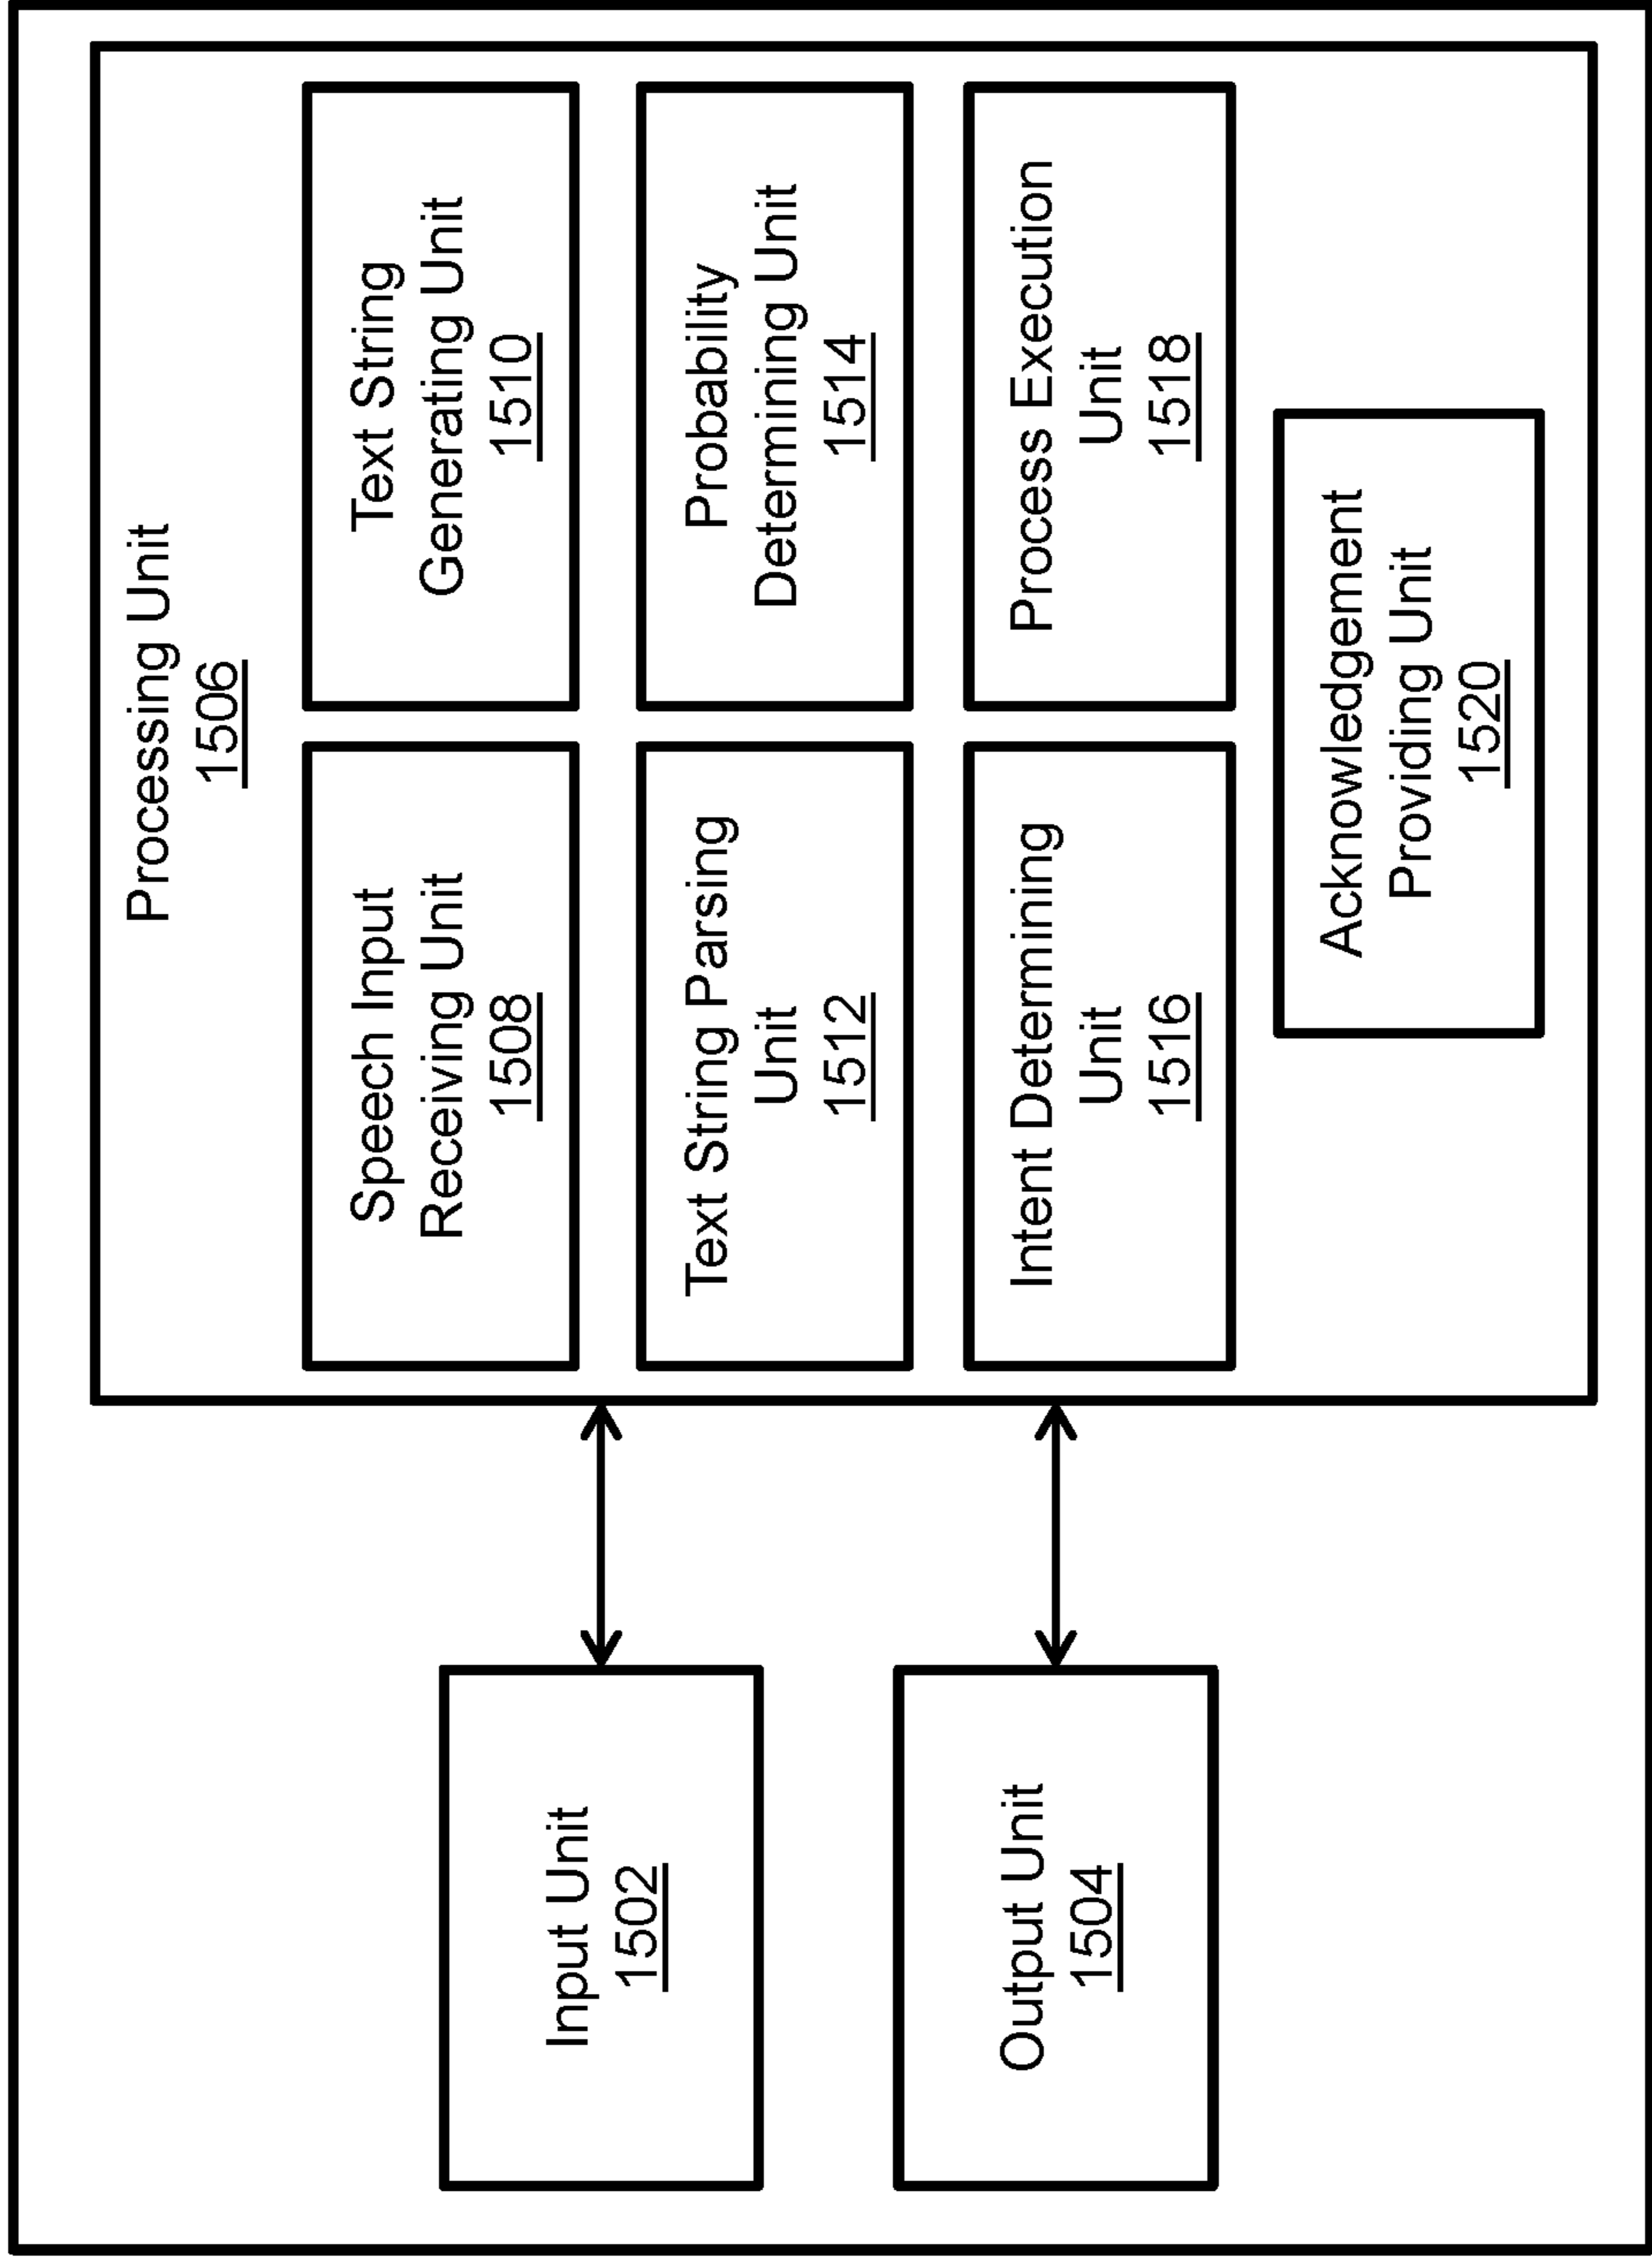 Processing Unit
1506
Speech Input
Receiving Unit
1508
Text String
Generating Unit
1510
Text String Parsing
Unit
1512
Probability
Determining Unit
1514
Intent Determining
Unit
1516
Process Execution
Unit
1518
Acknowledgement
Providing Unit
1520
Input Unit
1502
Output Unit
1504